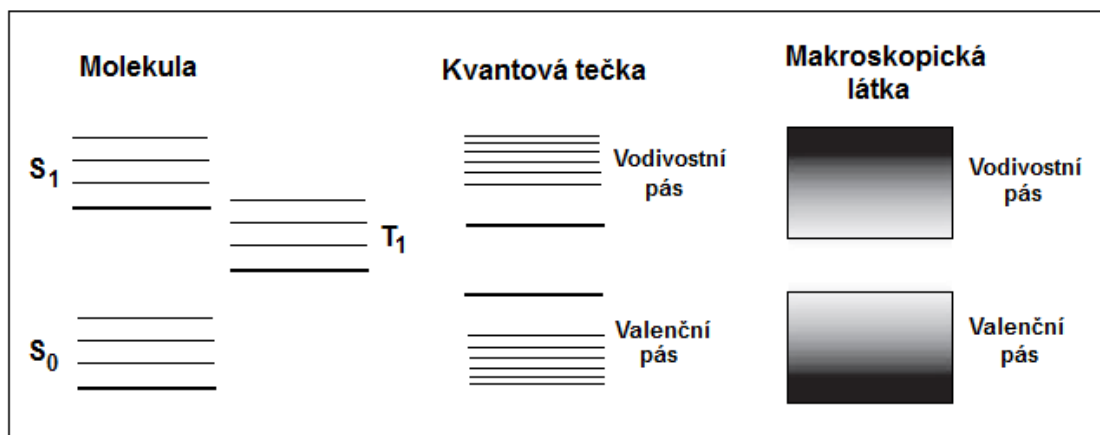 Molekula
S1
T1
S0
Kvantová tečka
Vodivostní
pás
Valenční
pás
Makroskopická
látka
Vodivostní
pás
Valenční
pás